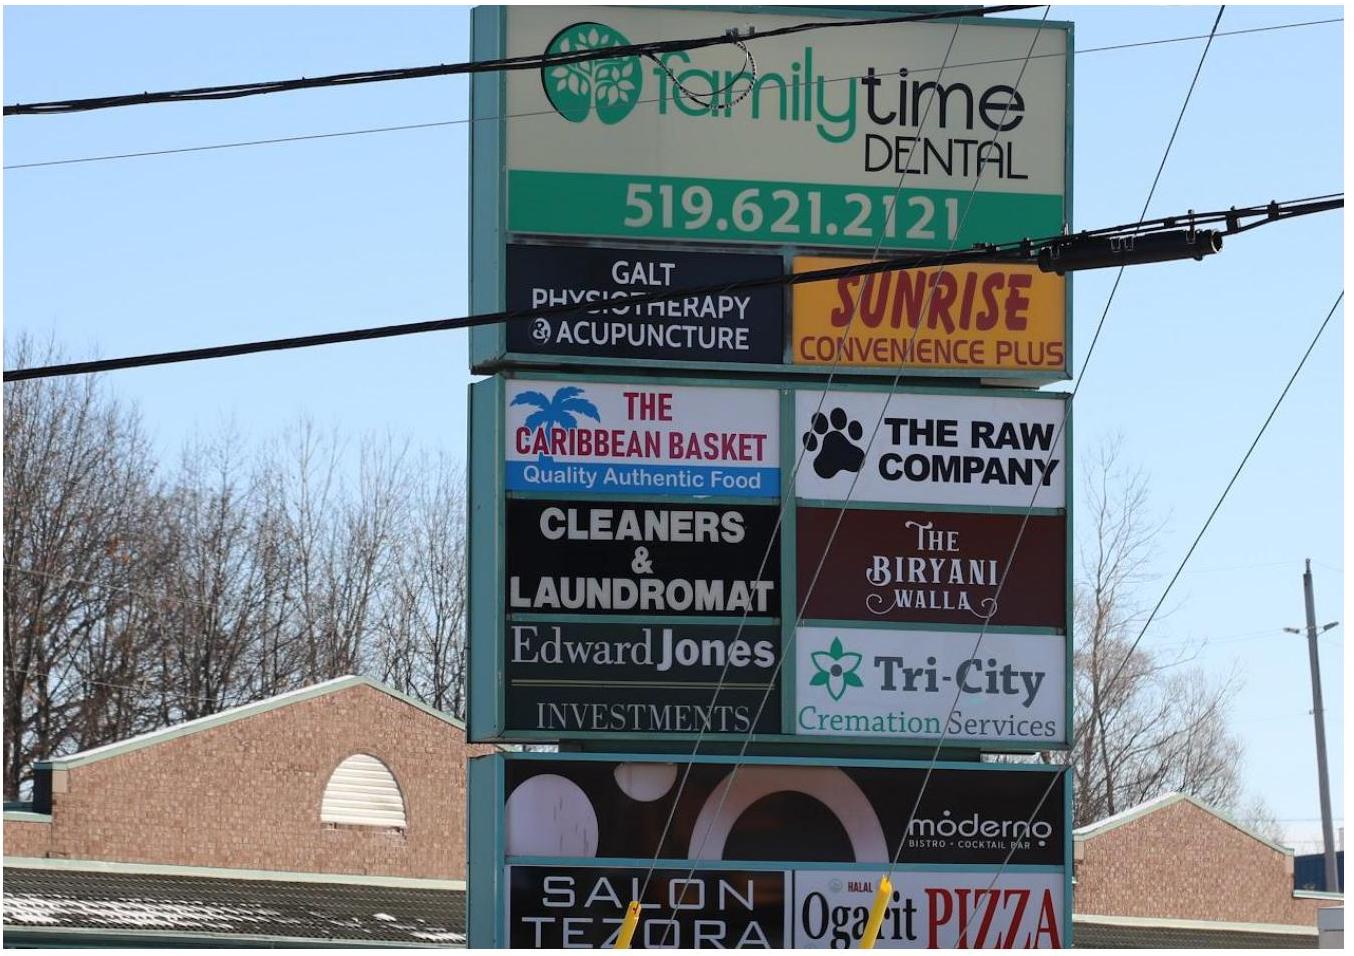 familytime
DENTAL
519.621.2121
GALT
PHYSIOTHERAPY
& ACUPUNCTURE
SUNRISE
CONVENIENCE PLUS
THE
CARIBBEAN BASKET
Quality Authentic Food
THE RAW
COMPANY
CLEANERS
&
LAUNDROMAT
THE
BIRYANI
WALLA
Edward Jones
INVESTMENTS
Tri-City
Cremation Services
moderno
BISTRO • COCKTAIL BAR
SALON
TEZORA
HALAL
Ogarit PIZZA